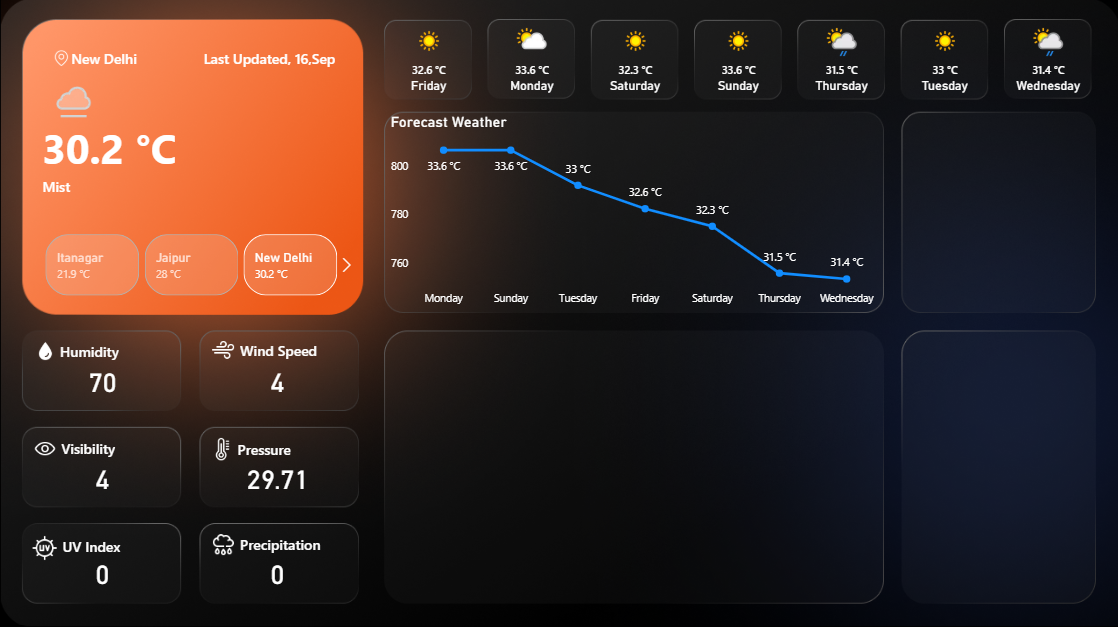 New Delhi
Last Updated, 16,Sep
30.2 °C
Mist
Itanagar
21.9 °C
Jaipur
28 °C
New Delhi
30.2 °C
32.6 °C
Friday
33.6 °C
Monday
32.3 °C
Saturday
33.6 °C
Sunday
31.5 °C
Thursday
33 °C
Tuesday
31.4 °C
Wednesday
Forecast Weather
800
780
760
33.6 °C
33.6 °C
33 °C
32.6 °C
32.3 °C
31.5 °C
31.4 °C
Monday
Sunday
Tuesday
Friday
Saturday
Thursday
Wednesday
Humidity
70
Wind Speed
4
Visibility
4
Pressure
29.71
UV
UV Index
0
Precipitation
0